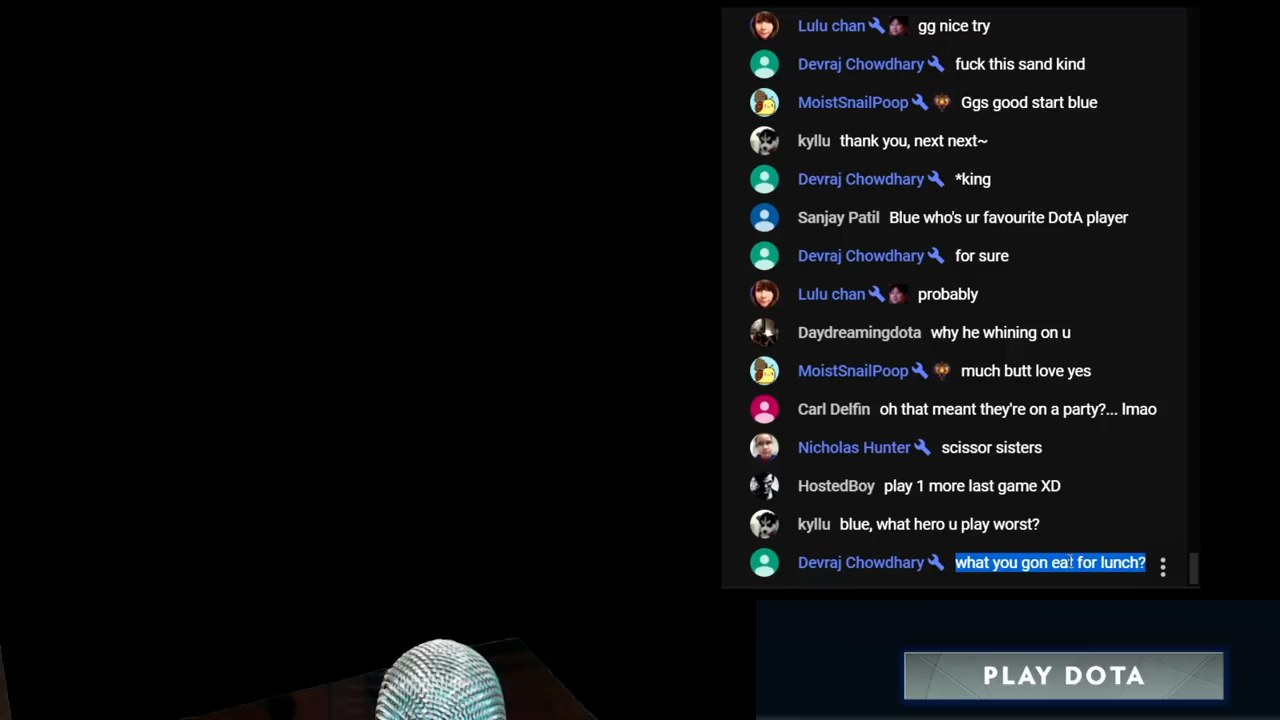 Lulu chan gg nice try
Devraj Chowdhary fuck this sand kind
MoistSnailPoop Ggs good start blue
kyllu thank you, next next~
Devraj Chowdhary *king
Sanjay Patil Blue who's ur favourite DotA player
Devraj Chowdhary for sure
Lulu chan probably
Daydreamingdota why he whining on u
MoistSnailPoop much butt love yes
Carl Delfin oh that meant they're on a party?... lmao
Nicholas Hunter scissor sisters
HostedBoy play 1 more last game XD
kyllu blue, what hero u play worst?
Devraj Chowdhary what you gon eat for lunch?
PLAY DOTA